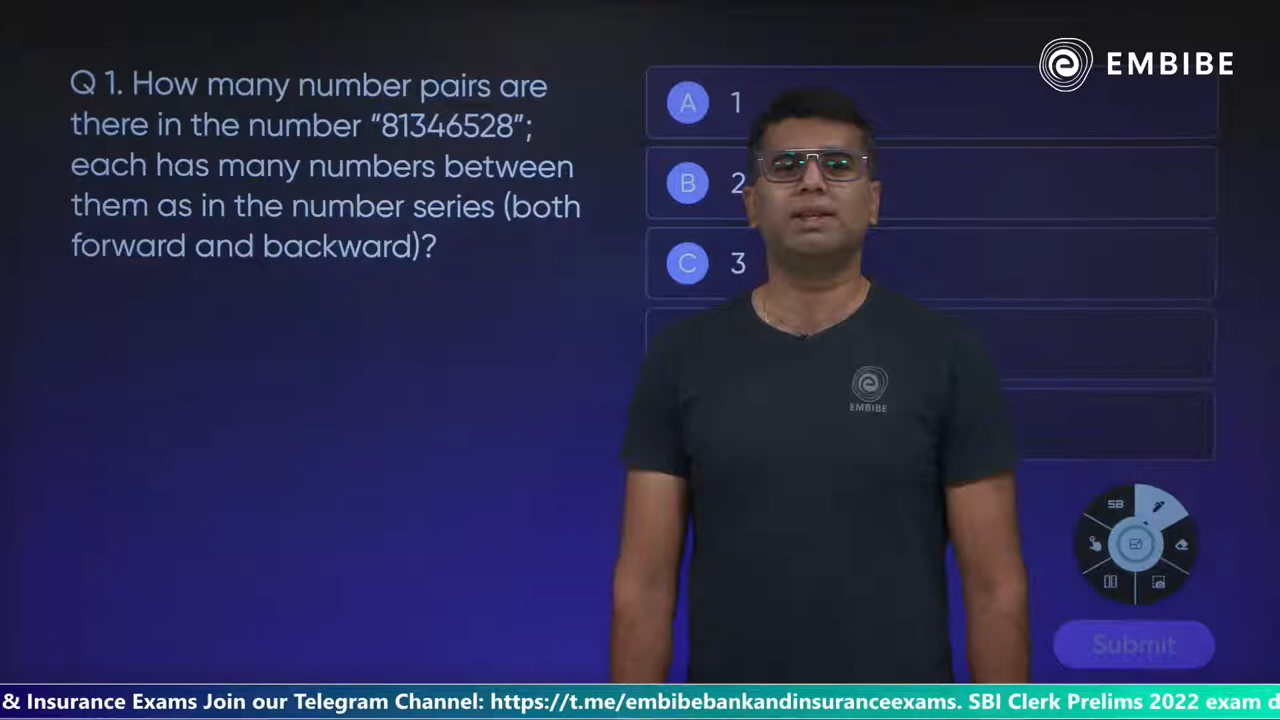 EMBIBE
Q 1. How many number pairs are
there in the number “81346528”;
each has many numbers between
them as in the number series (both
forward and backward)?
A 1
B 2
C 3
EMBIBE
SB
Submit
& Insurance Exams Join our Telegram Channel: https://t.me/embibebankandinsuranceexams. SBI Clerk Prelims 2022 exam d